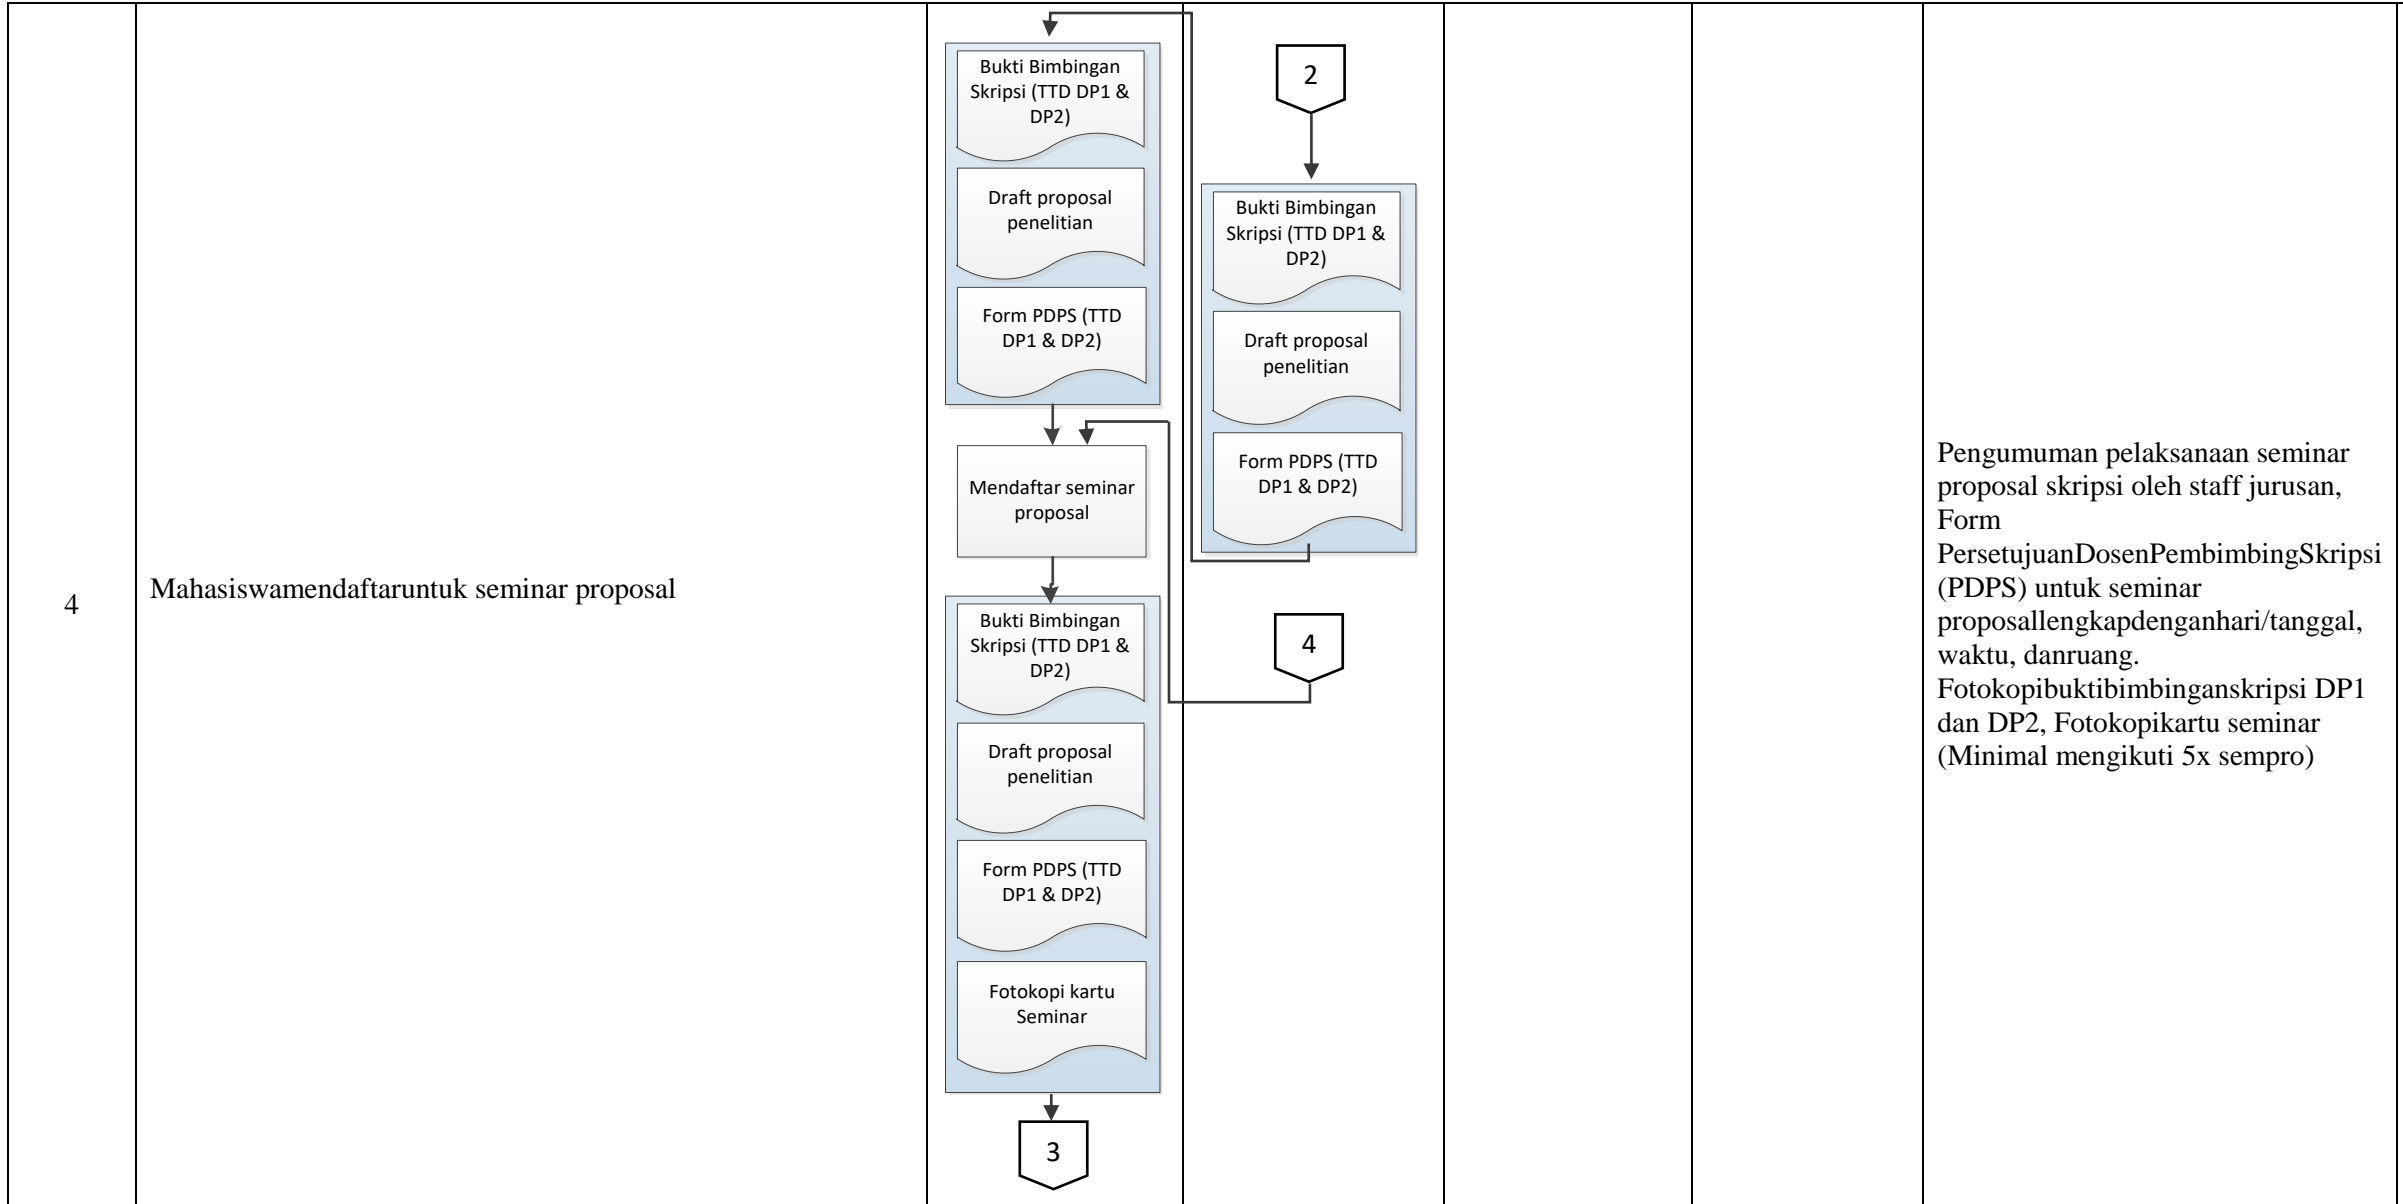 4
Mahasiswamendaftaruntuk seminar proposal
Bukti Bimbingan
Skripsi (TTD DP1 &
DP2)
Draft proposal
penelitian
Form PDPS (TTD
DP1 & DP2)
Mendaftar seminar
proposal
Bukti Bimbingan
Skripsi (TTD DP1 &
DP2)
Draft proposal
penelitian
Form PDPS (TTD
DP1 & DP2)
Fotokopi kartu
Seminar
3
2
Bukti Bimbingan
Skripsi (TTD DP1 &
DP2)
Draft proposal
penelitian
Form PDPS (TTD
DP1 & DP2)
4
Pengumuman pelaksanaan seminar
proposal skripsi oleh staff jurusan,
Form
PersetujuanDosenPembimbingSkripsi
(PDPS) untuk seminar
proposallengkapdenganhari/tanggal,
waktu, danruang.
Fotokopibuktibimbinganskripsi DP1
dan DP2, Fotokopikartu seminar
(Minimal mengikuti 5x sempro)